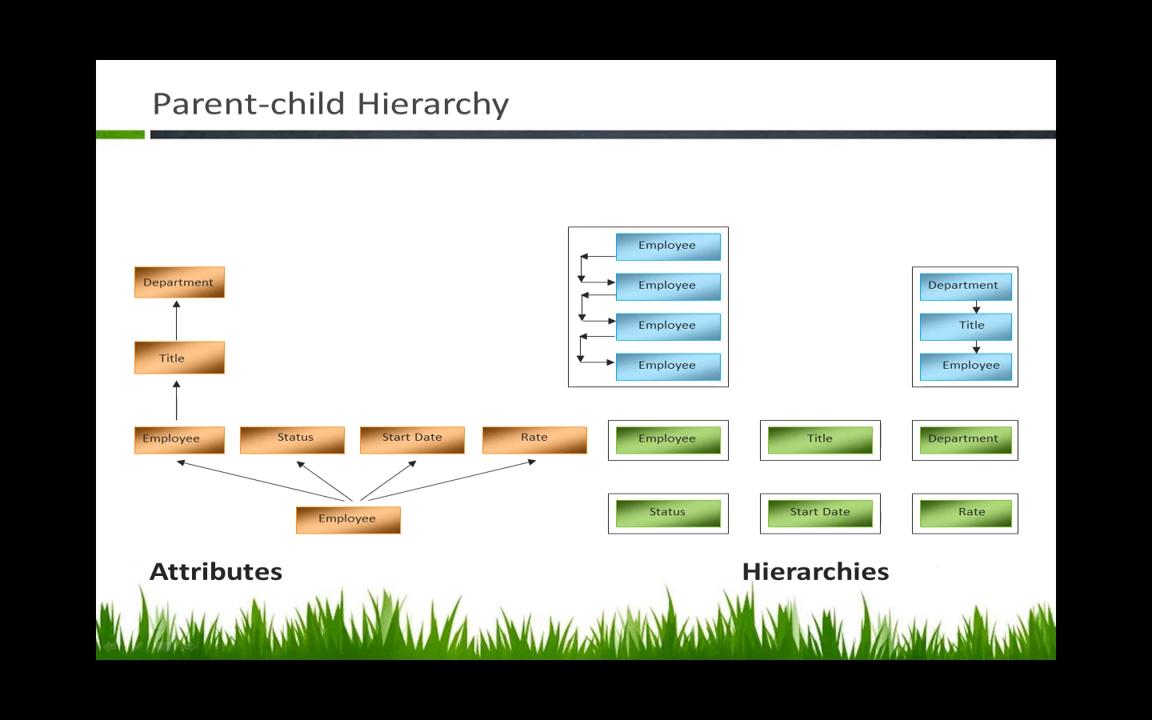 Parent-child Hierarchy
Department
Title
Employee
Status
Start Date
Rate
Employee
Attributes
Employee
Employee
Employee
Employee
Department
Title
Employee
Employee
Title
Department
Status
Start Date
Rate
Hierarchies